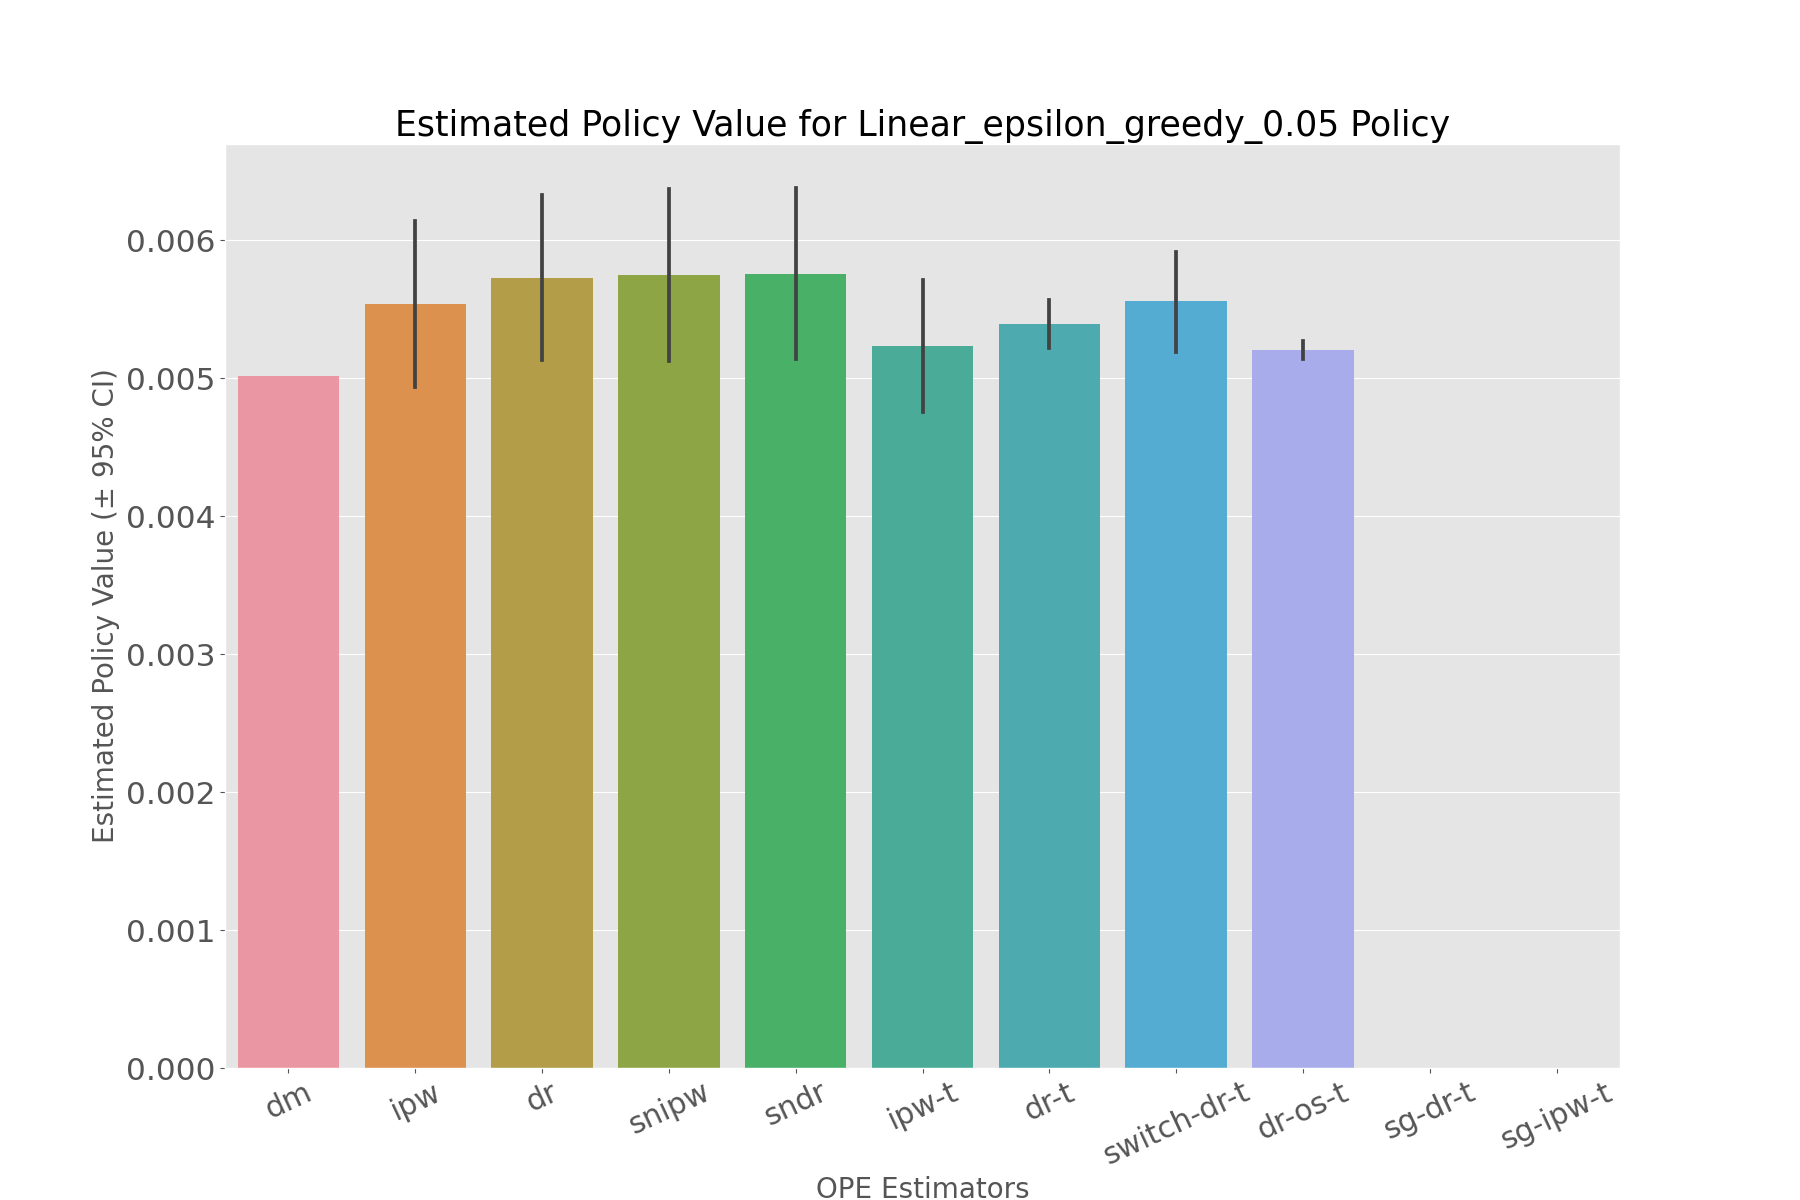 Estimated Policy Value for Linear_epsilon_greedy_0.05 Policy
Estimated Policy Value (± 95% CI)
0.006
0.005
0.004
0.003
0.002
0.001
0.000
dm
ipw
dr
snipw
sndr
ipw-t
dr-t
switch-dr-t
dr-os-t
sg-dr-t
sg-ipw-t
OPE Estimators